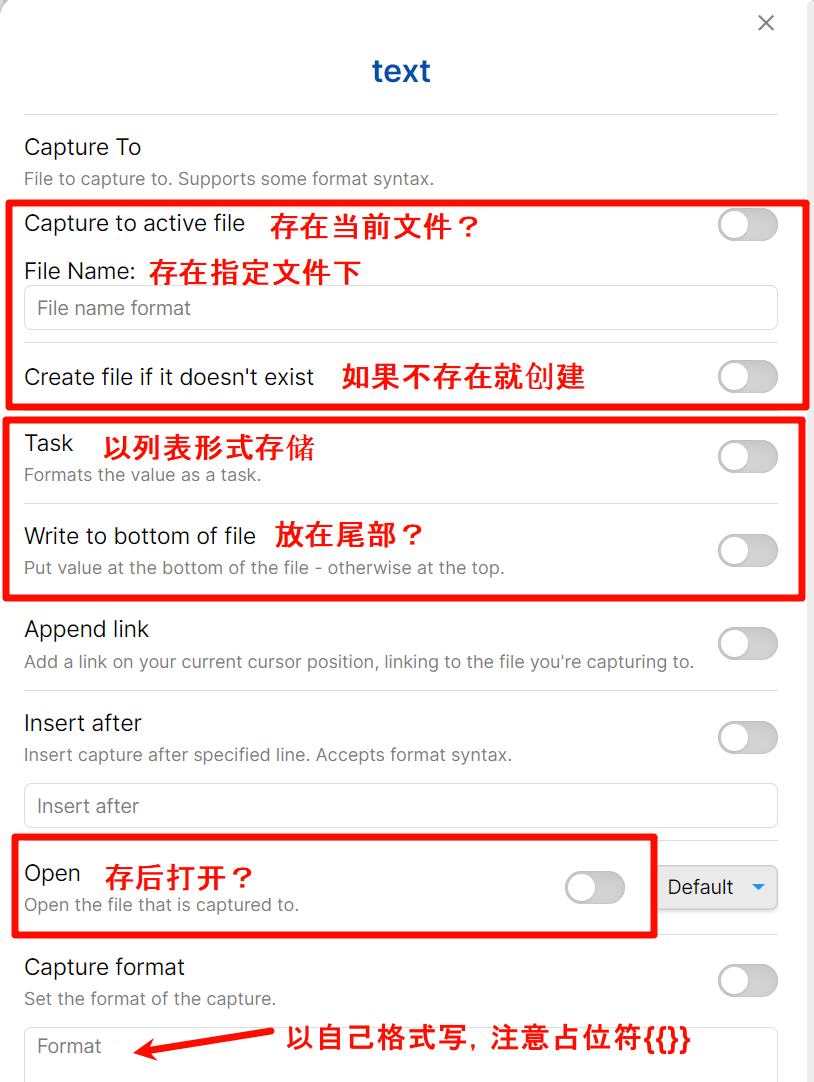 text
Capture To
File to capture to. Supports some format syntax.
Capture to active file 存在当前文件？
File Name: 存在指定文件下
File name format
Create file if it doesn't exist 如果不存在就创建
Task 以列表形式存储
Formats the value as a task.
Write to bottom of file 放在尾部？
Put value at the bottom of the file - otherwise at the top.
Append link
Add a link on your current cursor position, linking to the file you're capturing to.
Insert after
Insert capture after specified line. Accepts format syntax.
Insert after
Open 存后打开？
Open the file that is captured to.
Default
Capture format
Set the format of the capture.
Format 以自己格式写, 注意占位符{{}}